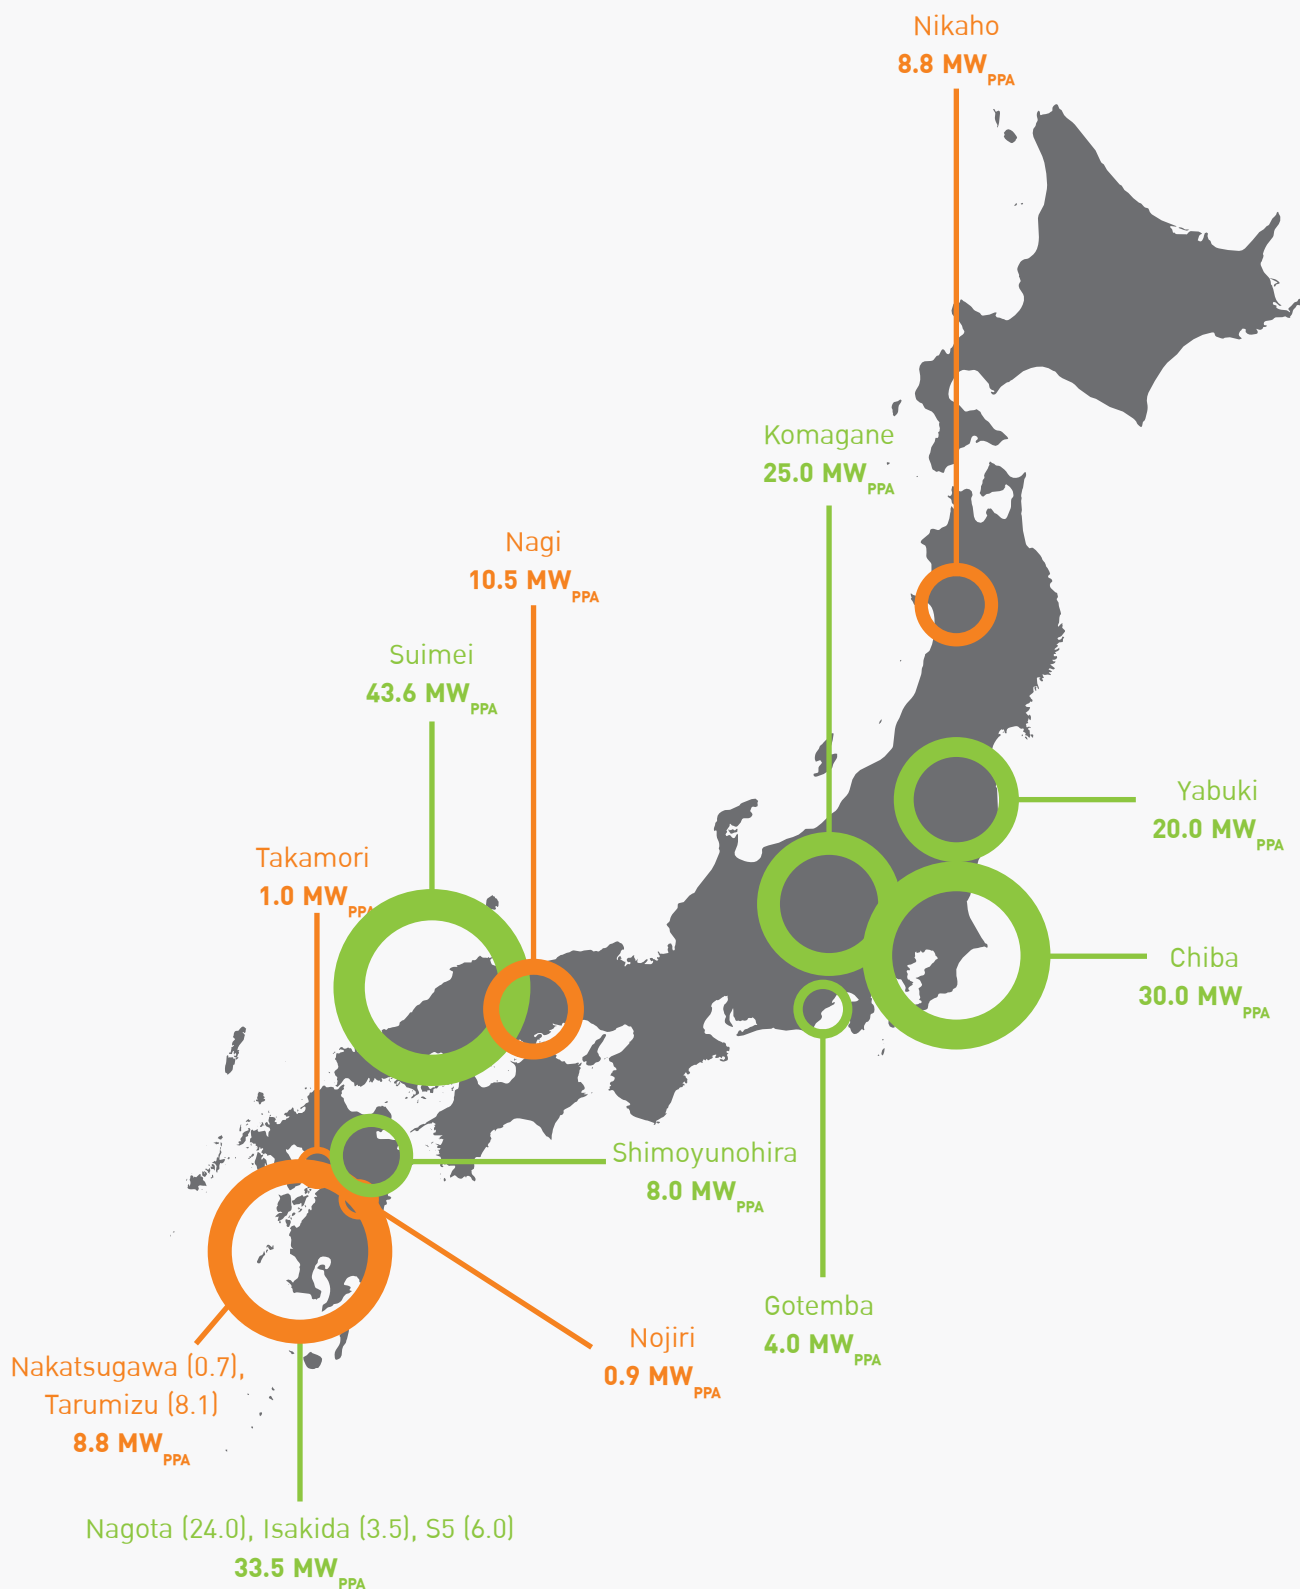 Nikaho
8.8 MWPPA
Komagane
25.0 MWPPA
Nagi
10.5 MWPPA
Suimei
43.6 MWPPA
Yabuki
20.0 MWPPA
Takamori
1.0 MWPPA
Chiba
30.0 MWPPA
Shimoyunohira
8.0 MWPPA
Gotemba
4.0 MWPPA
Nojiri
0.9 MWPPA
Nakatsugawa (0.7),
Tarumizu (8.1)
8.8 MWPPA
Nagota (24.0), Isakida (3.5), S5 (6.0)
33.5 MWPPA